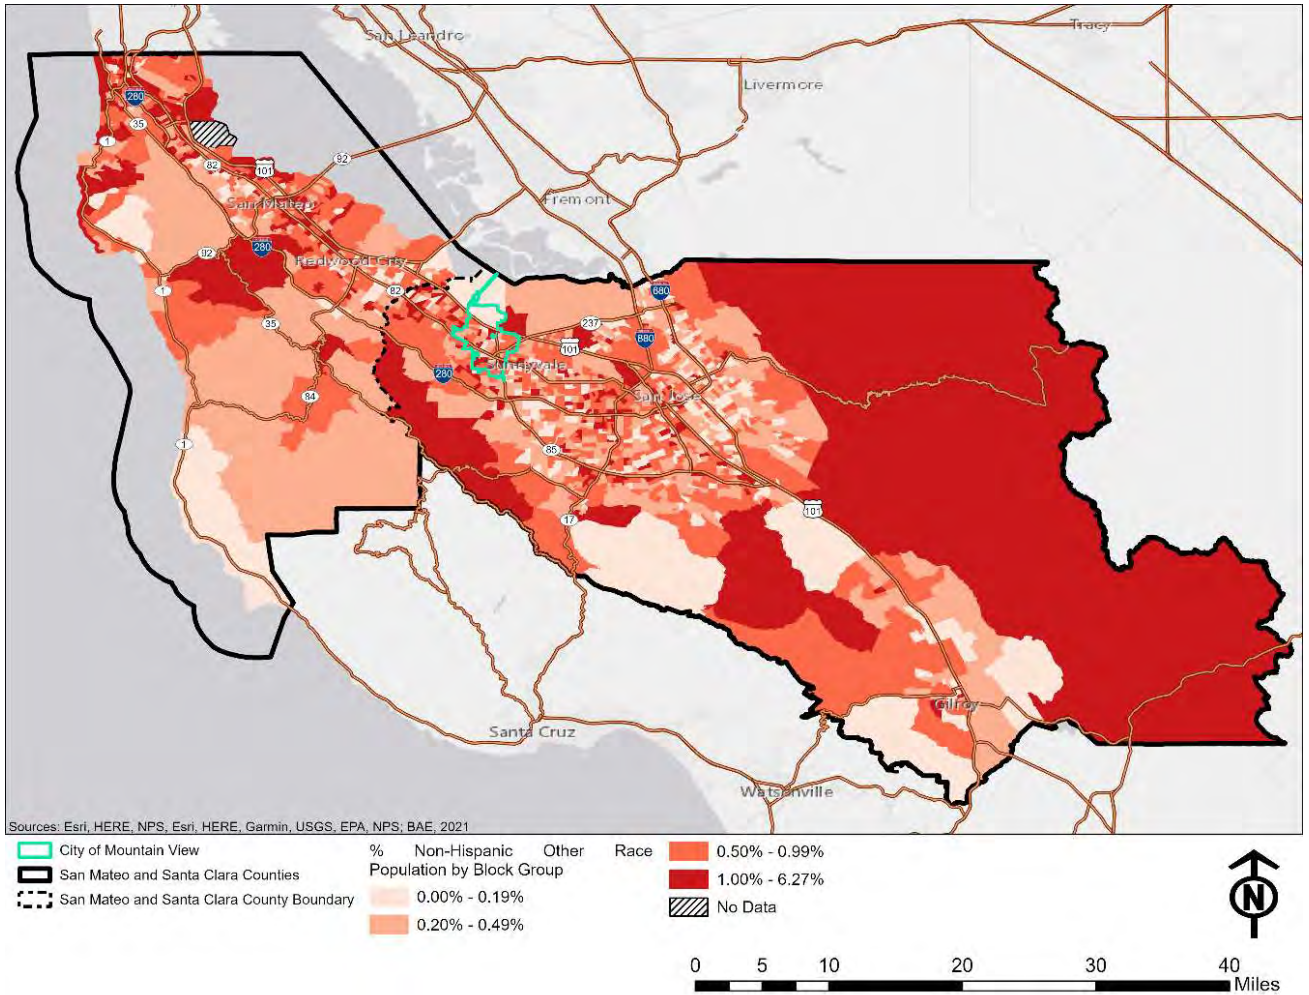 San Leandro
Tracy
Livermore
280
35
1
82
101
92
Fremont
San Mateo
92
280
Redwood City
82
1
35
680
237
880
101
Sunnyvale
280
San Jose
84
1
85
101
17
Gilroy
Santa Cruz
Watsonville
Sources: Esri, HERE, NPS, Esri, HERE, Garmin, USGS, EPA, NPS; BAE, 2021
City of Mountain View
San Mateo and Santa Clara Counties
San Mateo and Santa Clara County Boundary
% Non-Hispanic Other Race
Population by Block Group
0.00% - 0.19%
0.20% - 0.49%
0.50% - 0.99%
1.00% - 6.27%
No Data
N
0 5 10 20 30 40
Miles